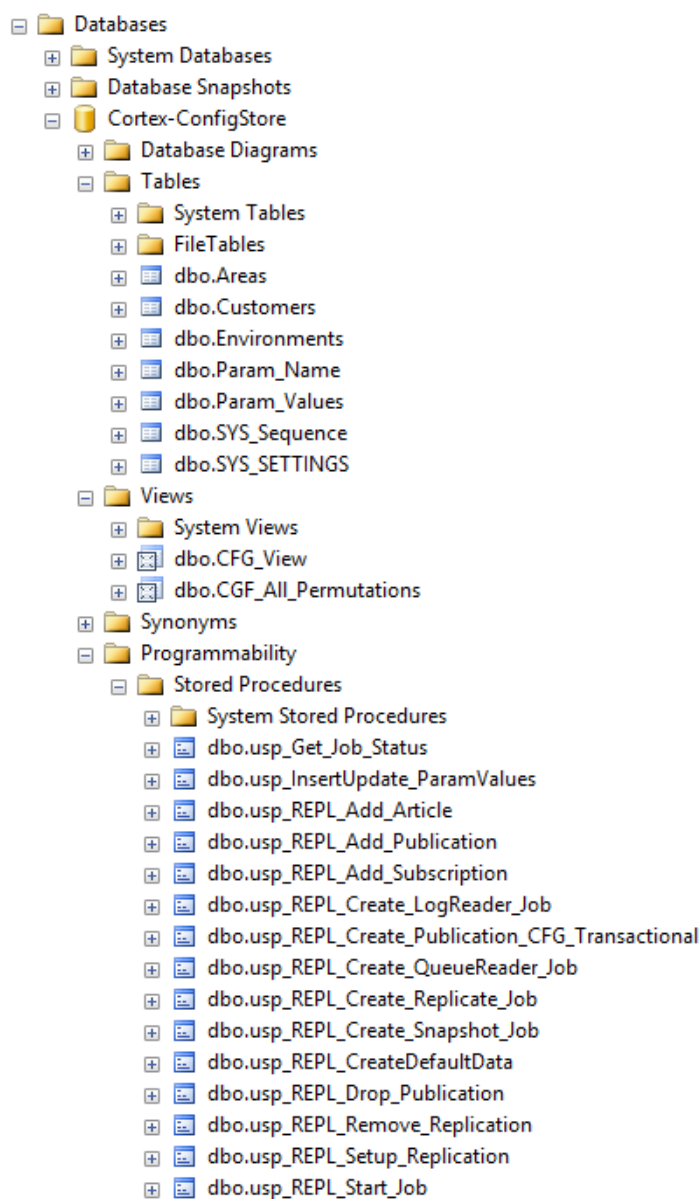 Databases
System Databases
Database Snapshots
Cortex-ConfigStore
Database Diagrams
Tables
System Tables
FileTables
dbo.Areas
dbo.Customers
dbo.Environments
dbo.Param_Name
dbo.Param_Values
dbo.SYS_Sequence
dbo.SYS_SETTINGS
Views
System Views
dbo.CFG_View
dbo.CGF_All_Permutations
Synonyms
Programmability
Stored Procedures
System Stored Procedures
dbo.usp_Get_Job_Status
dbo.usp_InsertUpdate_ParamValues
dbo.usp_REPL_Add_Article
dbo.usp_REPL_Add_Publication
dbo.usp_REPL_Add_Subscription
dbo.usp_REPL_Create_LogReader_Job
dbo.usp_REPL_Create_Publication_CFG_Transactional
dbo.usp_REPL_Create_QueueReader_Job
dbo.usp_REPL_Create_Replicate_Job
dbo.usp_REPL_Create_Snapshot_Job
dbo.usp_REPL_CreateDefaultData
dbo.usp_REPL_Drop_Publication
dbo.usp_REPL_Remove_Replication
dbo.usp_REPL_Setup_Replication
dbo.usp_REPL_Start_Job